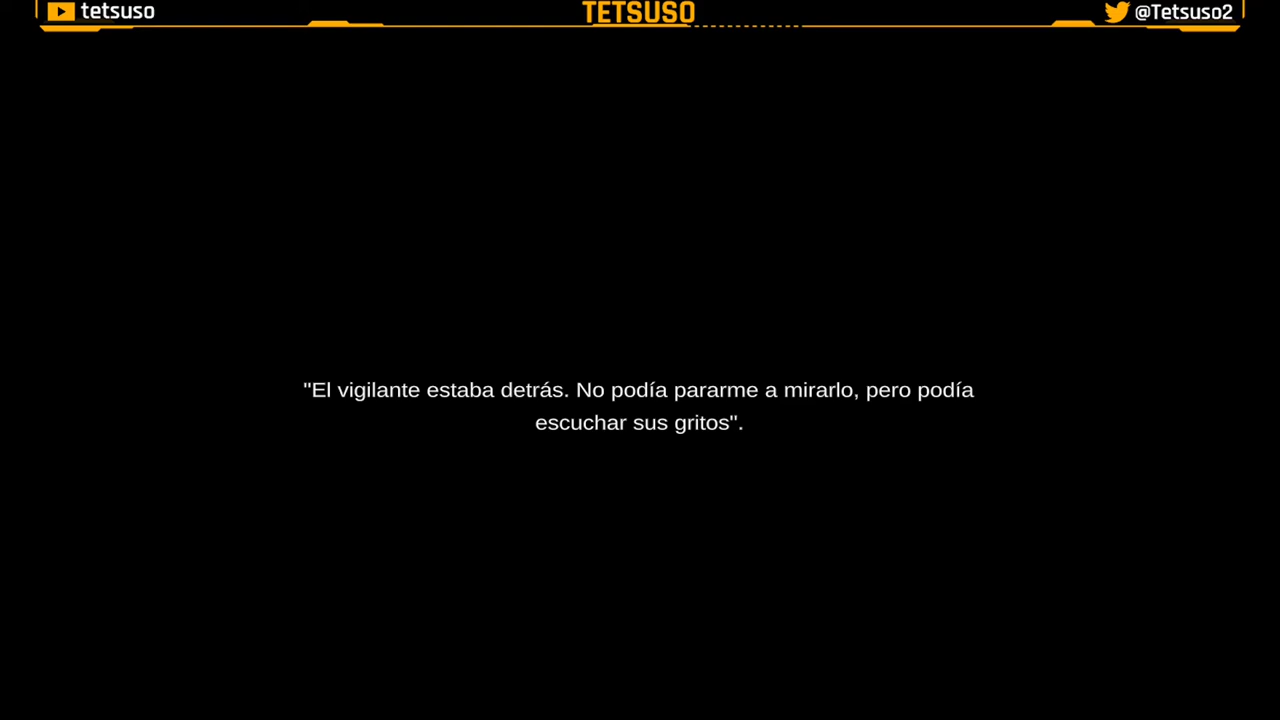 tetsuso
TETSUSO
@Tetsuso2
"El vigilante estaba detrás. No podía pararme a mirarlo, pero podía
escuchar sus gritos".